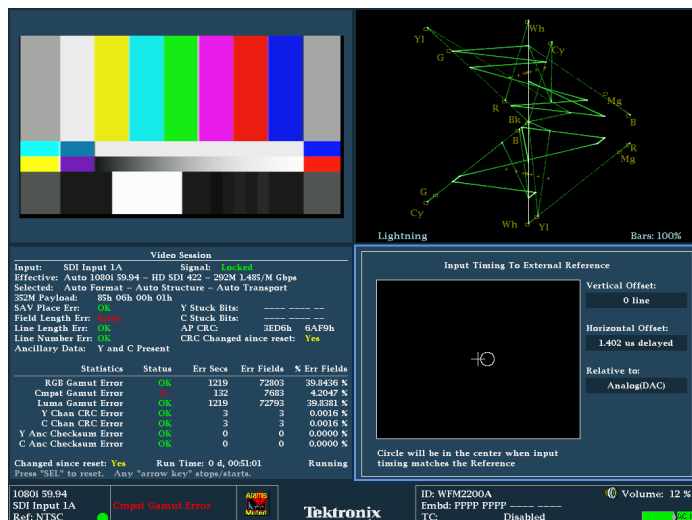 Yl
Wh
Cy
G
R
Mg
B
Bk
B
R
Mg
G
Cy
Wh
Yl
Lightning Bars: 100%
Video Session
Input: SDI Input 1A Signal: Locked
Effective: Auto 1080i 59.94 - HD SDI 422 - 292M 1.485/M Gbps
Selected: Auto Format - Auto Structure - Auto Transport
352M Payload: 85h 06h 00h 01h
SAV Place Err: OK Y Stuck Bits: ---- ---- --
Field Length Err: Error C Stuck Bits: ---- ---- --
Line Length Err: OK AP CRC: 3ED6h 6AF9h
Line Number Err: OK CRC Changed since reset: Yes
Ancillary Data: Y and C Present
Statistics Status Err Secs Err Fields % Err Fields
RGB Gamut Error OK 1219 72803 39.8436 %
Cmpst Gamut Error C 132 7683 4.2047 %
Luma Gamut Error OK 1219 72793 39.8381 %
Y Chan CRC Error OK 3 3 0.0016 %
C Chan CRC Error OK 3 3 0.0016 %
Y Anc Checksum Error OK 0 0 0.0000 %
C Anc Checksum Error OK 0 0 0.0000 %
Changed since reset: Yes Run Time: 0 d, 00:51:01 Running
Press "SEL" to reset. Any "arrow key" stops/starts.
Input Timing To External Reference
Vertical Offset:
0 line
Horizontal Offset:
1.402 us delayed
Relative to:
Analog(DAC)
Circle will be in the center when input
timing matches the Reference
1080i 59.94
SDI Input 1A
Ref: NTSC
Cmpst Gamut Error
Alarms
Muted
Tektronix
ID: WFM2200A
Embd: PPPP PPPP ---- ----
TC: Disabled
Volume: 12 %